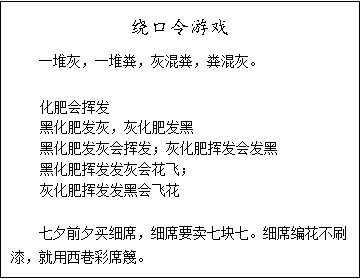 绕口令游戏
一堆灰，一堆粪，灰混粪，粪混灰。
化肥会挥发
黑化肥发灰，灰化肥发黑
黑化肥发灰会挥发；灰化肥挥发会发黑
黑化肥挥发发灰会花飞；
灰化肥挥发发黑会飞花
七夕前夕买细席，细席要卖七块七。细席编花不刷
漆，就用西巷彩席篾。